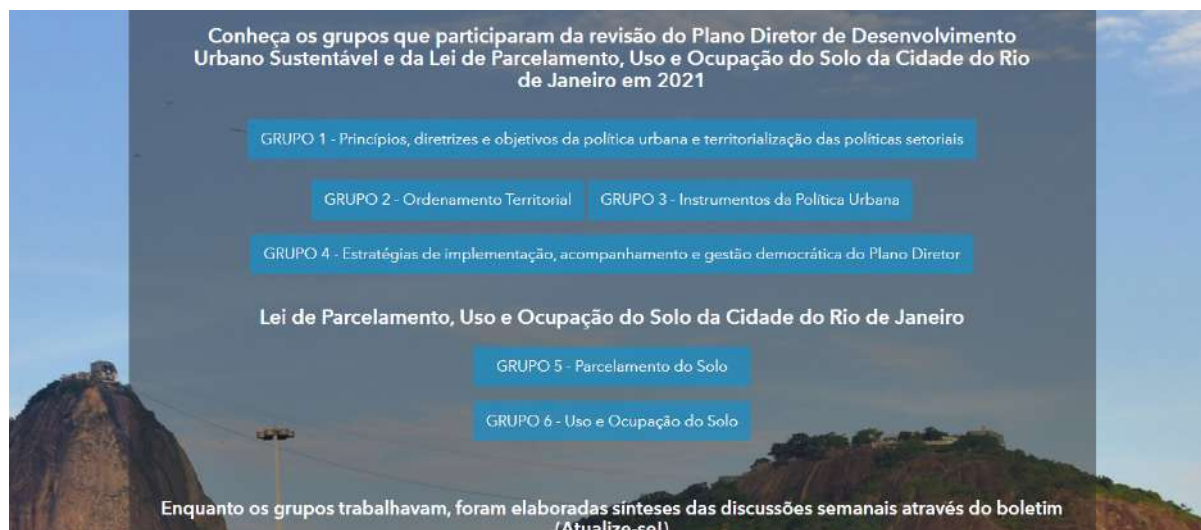 Conheça os grupos que participaram da revisão do Plano Diretor de Desenvolvimento
Urbano Sustentável e da Lei de Parcelamento, Uso e Ocupação do Solo da Cidade do Rio
de Janeiro em 2021
GRUPO 1 - Princípios, diretrizes e objetivos da política urbana e territorialização das políticas setoriais
GRUPO 2 - Ordenamento Territorial GRUPO 3 - Instrumentos da Política Urbana
GRUPO 4 - Estratégias de implementação, acompanhamento e gestão democrática do Plano Diretor
Lei de Parcelamento, Uso e Ocupação do Solo da Cidade do Rio de Janeiro
GRUPO 5 - Parcelamento do Solo
GRUPO 6 - Uso e Ocupação do Solo
Enquanto os grupos trabalhavam, foram elaboradas sínteses das discussões semanais através do boletim
(Atualize-se!)